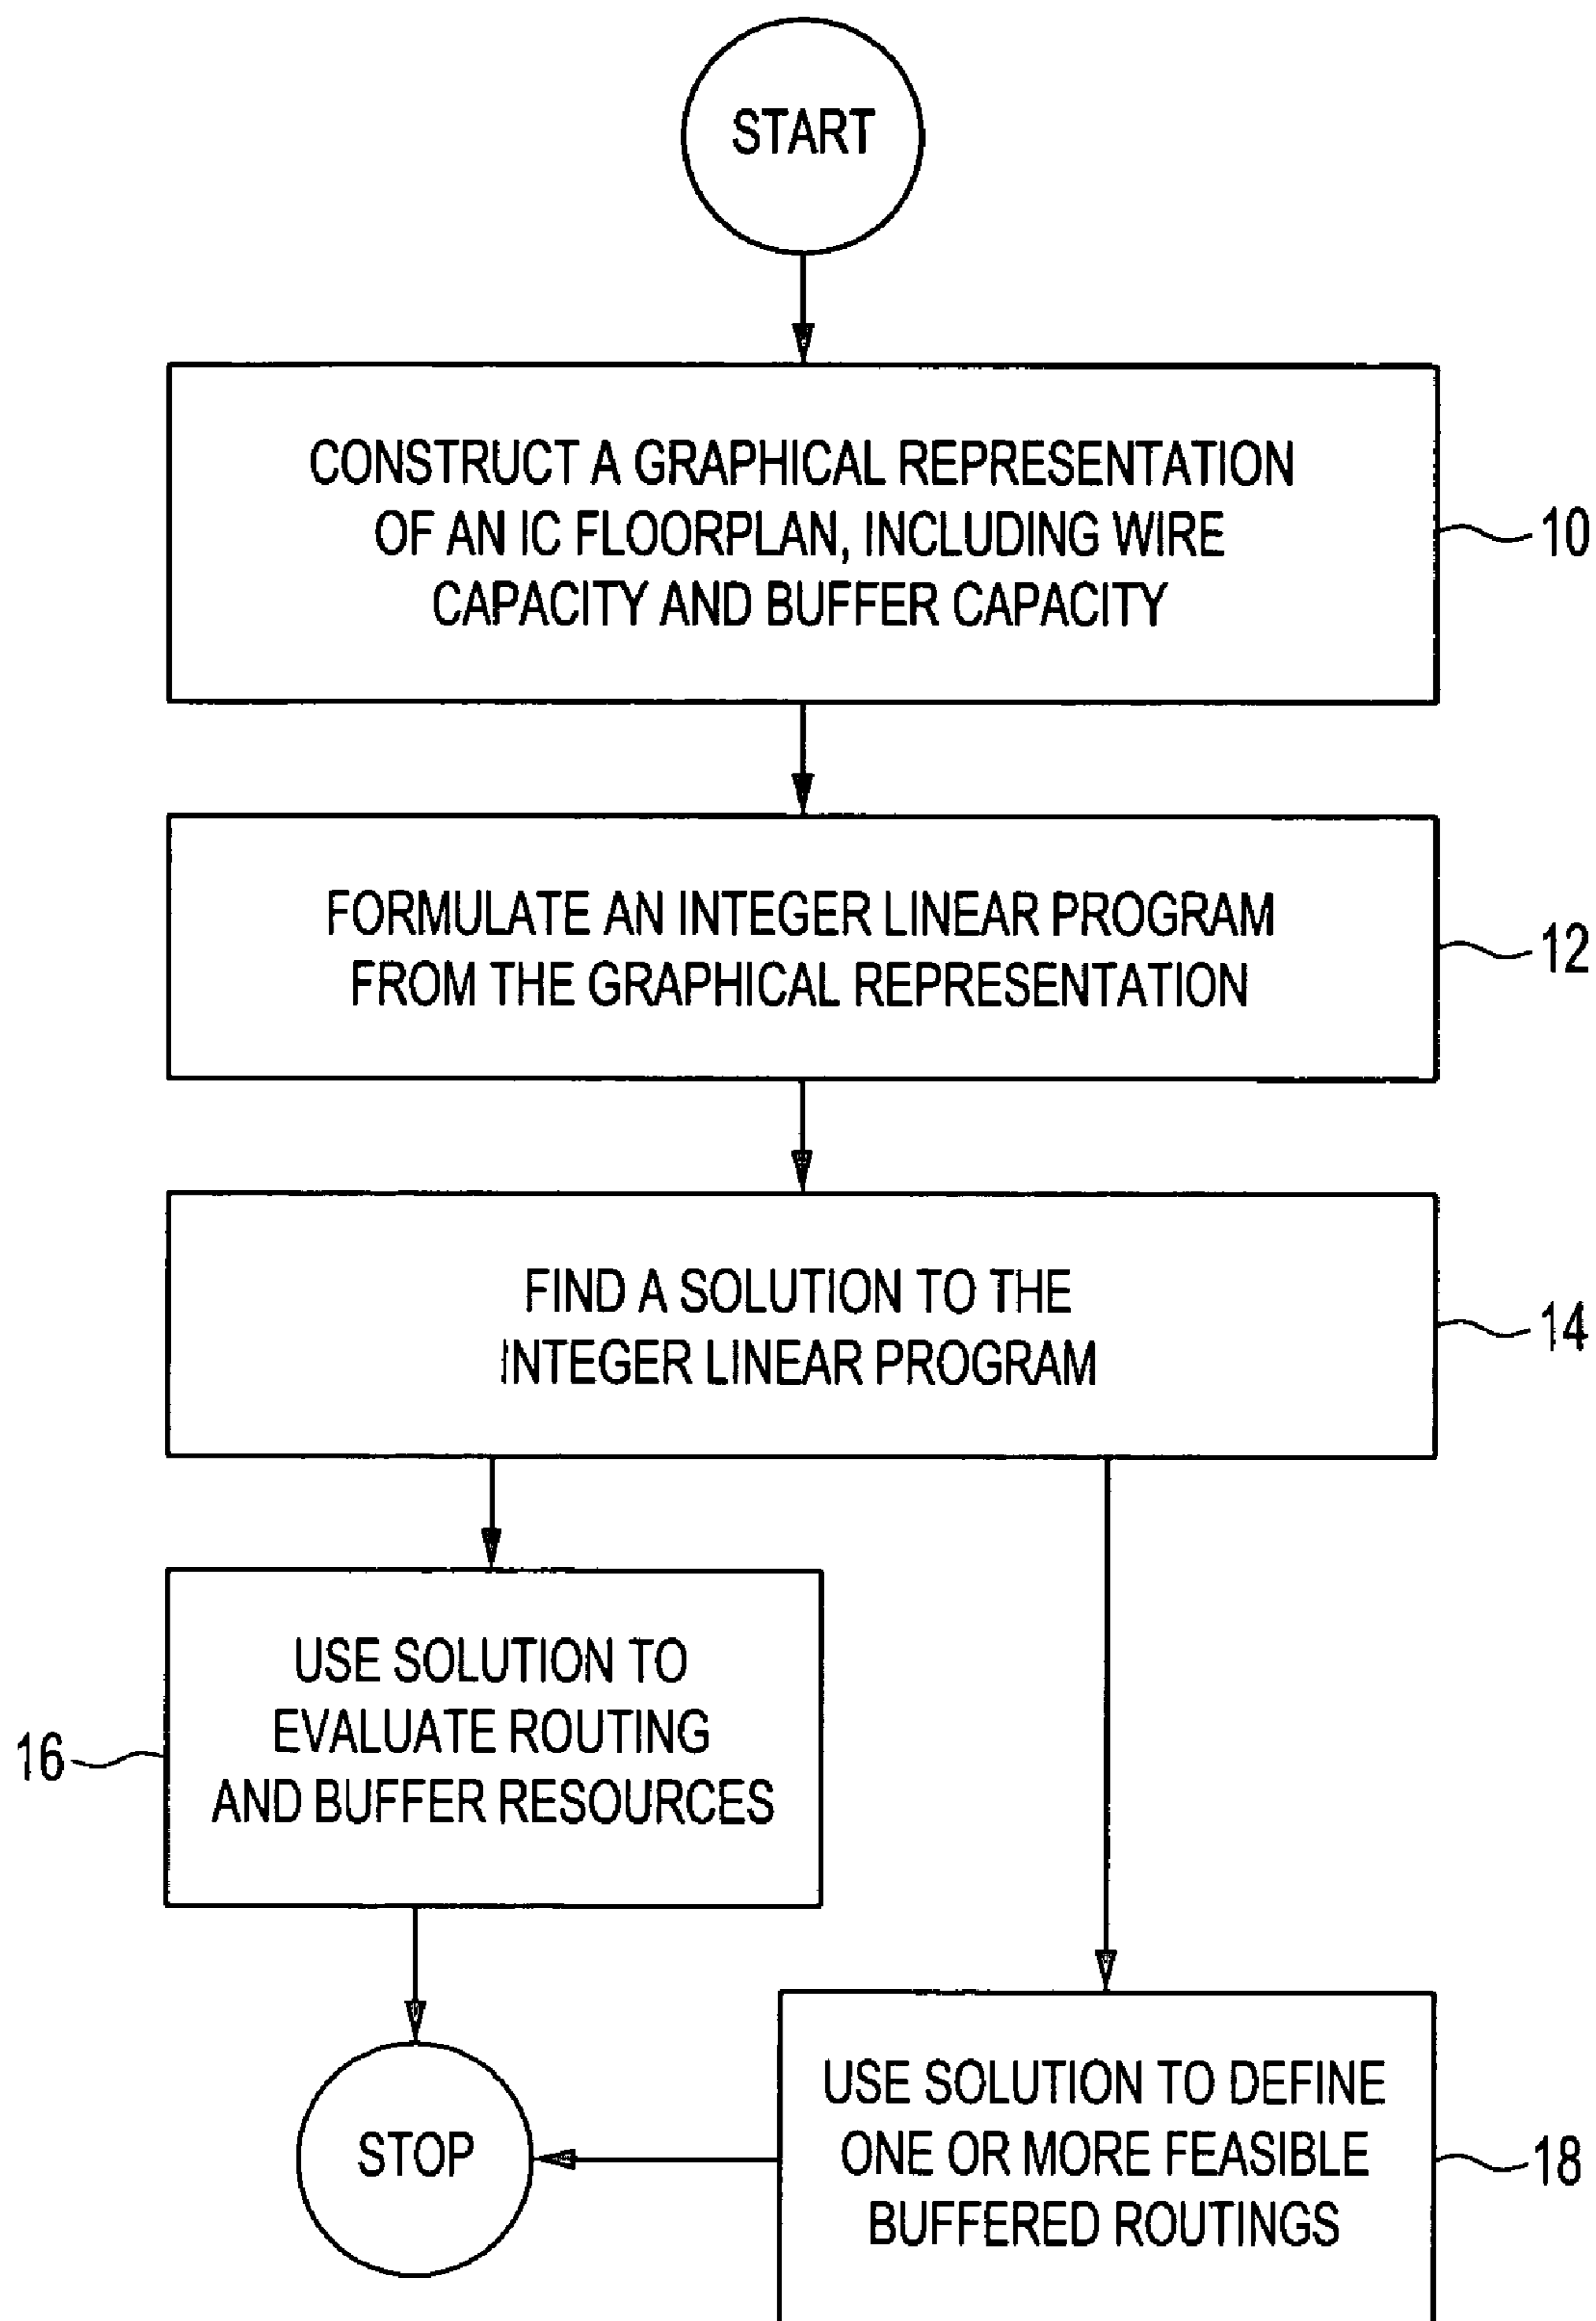 START
CONSTRUCT A GRAPHICAL REPRESENTATION
OF AN IC FLOORPLAN, INCLUDING WIRE
CAPACITY AND BUFFER CAPACITY
10
FORMULATE AN INTEGER LINEAR PROGRAM
FROM THE GRAPHICAL REPRESENTATION
12
FIND A SOLUTION TO THE
INTEGER LINEAR PROGRAM
14
USE SOLUTION TO
EVALUATE ROUTING
AND BUFFER RESOURCES
16
USE SOLUTION TO DEFINE
ONE OR MORE FEASIBLE
BUFFERED ROUTINGS
18
STOP